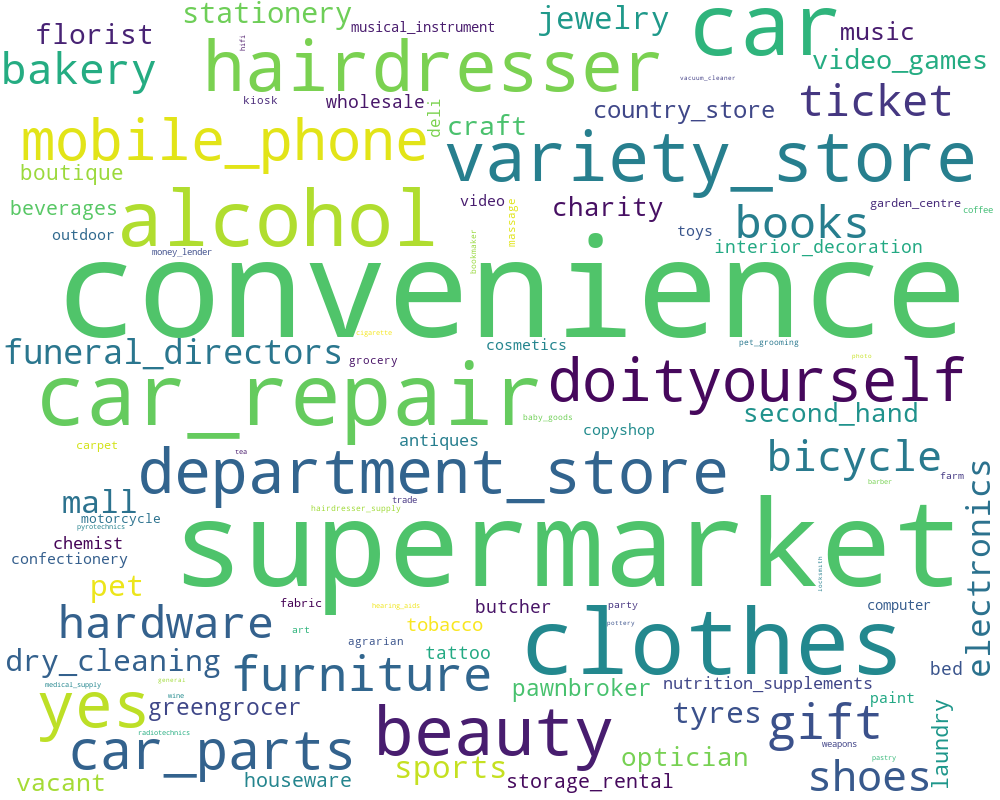 stationery
musical_instrument
jewelry
car
music
florist
hifi
hairdresser
video_games
bakery
vacuum_cleaner
kiosk
wholesale
deli
country_store
ticket
mobile_phone
craft
variety_store
boutique
beverages
alcohol
video
massage
charity
books
garden_centre
coffee
outdoor
money_lender
bookmaker
toys
interior_decoration
convenience
cigarette
funeral_directors
grocery
cosmetics
pet_grooming
photo
car_repair
doityourself
baby_goods
second_hand
carpet
tea
antiques
copyshop
bicycle
barber
farm
department_store
mall
motorcycle
pyrotechnics
trade
hairdresser_supply
electronics
chemist
confectionery
supermarket
locksmith
pet
fabric
hearing_aids
butcher
party
computer
hardware
art
agrarian
tobacco
pottery
clothes
dry_cleaning
furniture
tattoo
bed
medical_supply
general
pawnbroker
nutrition_supplements
yes
wine
greengrocer
tyres
gift
paint
laundry
radiotechnics
car_parts
beauty
weapons
optician
pastry
vacant
houseware
sports
storage_rental
shoes